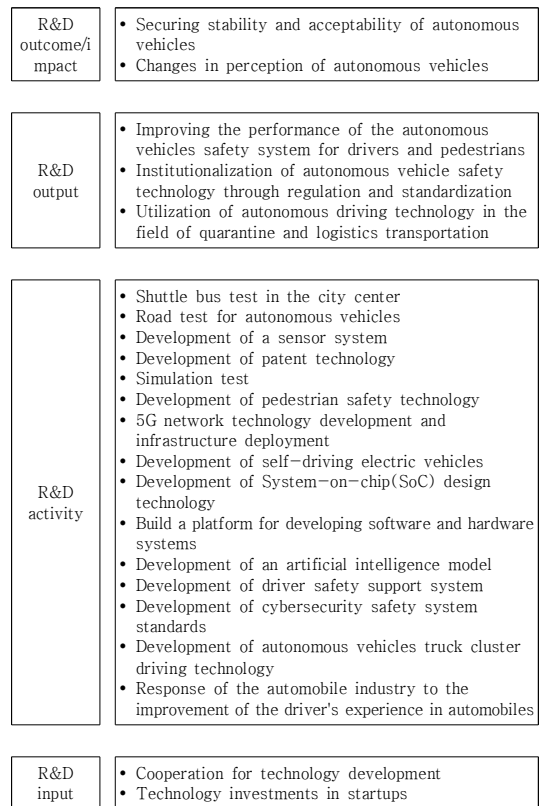 R&D
outcome/i
mpact
• Securing stability and acceptability of autonomous
vehicles
• Changes in perception of autonomous vehicles
R&D
output
• Improving the performance of the autonomous
vehicles safety system for drivers and pedestrians
• Institutionalization of autonomous vehicle safety
technology through regulation and standardization
• Utilization of autonomous driving technology in the
field of quarantine and logistics transportation
R&D
activity
• Shuttle bus test in the city center
• Road test for autonomous vehicles
• Development of a sensor system
• Development of patent technology
• Simulation test
• Development of pedestrian safety technology
• 5G network technology development and
infrastructure deployment
• Development of self-driving electric vehicles
• Development of System-on-chip(SoC) design
technology
• Build a platform for developing software and hardware
systems
• Development of an artificial intelligence model
• Development of driver safety support system
• Development of cybersecurity safety system
standards
• Development of autonomous vehicles truck cluster
driving technology
• Response of the automobile industry to the
improvement of the driver's experience in automobiles
R&D
input
• Cooperation for technology development
• Technology investments in startups